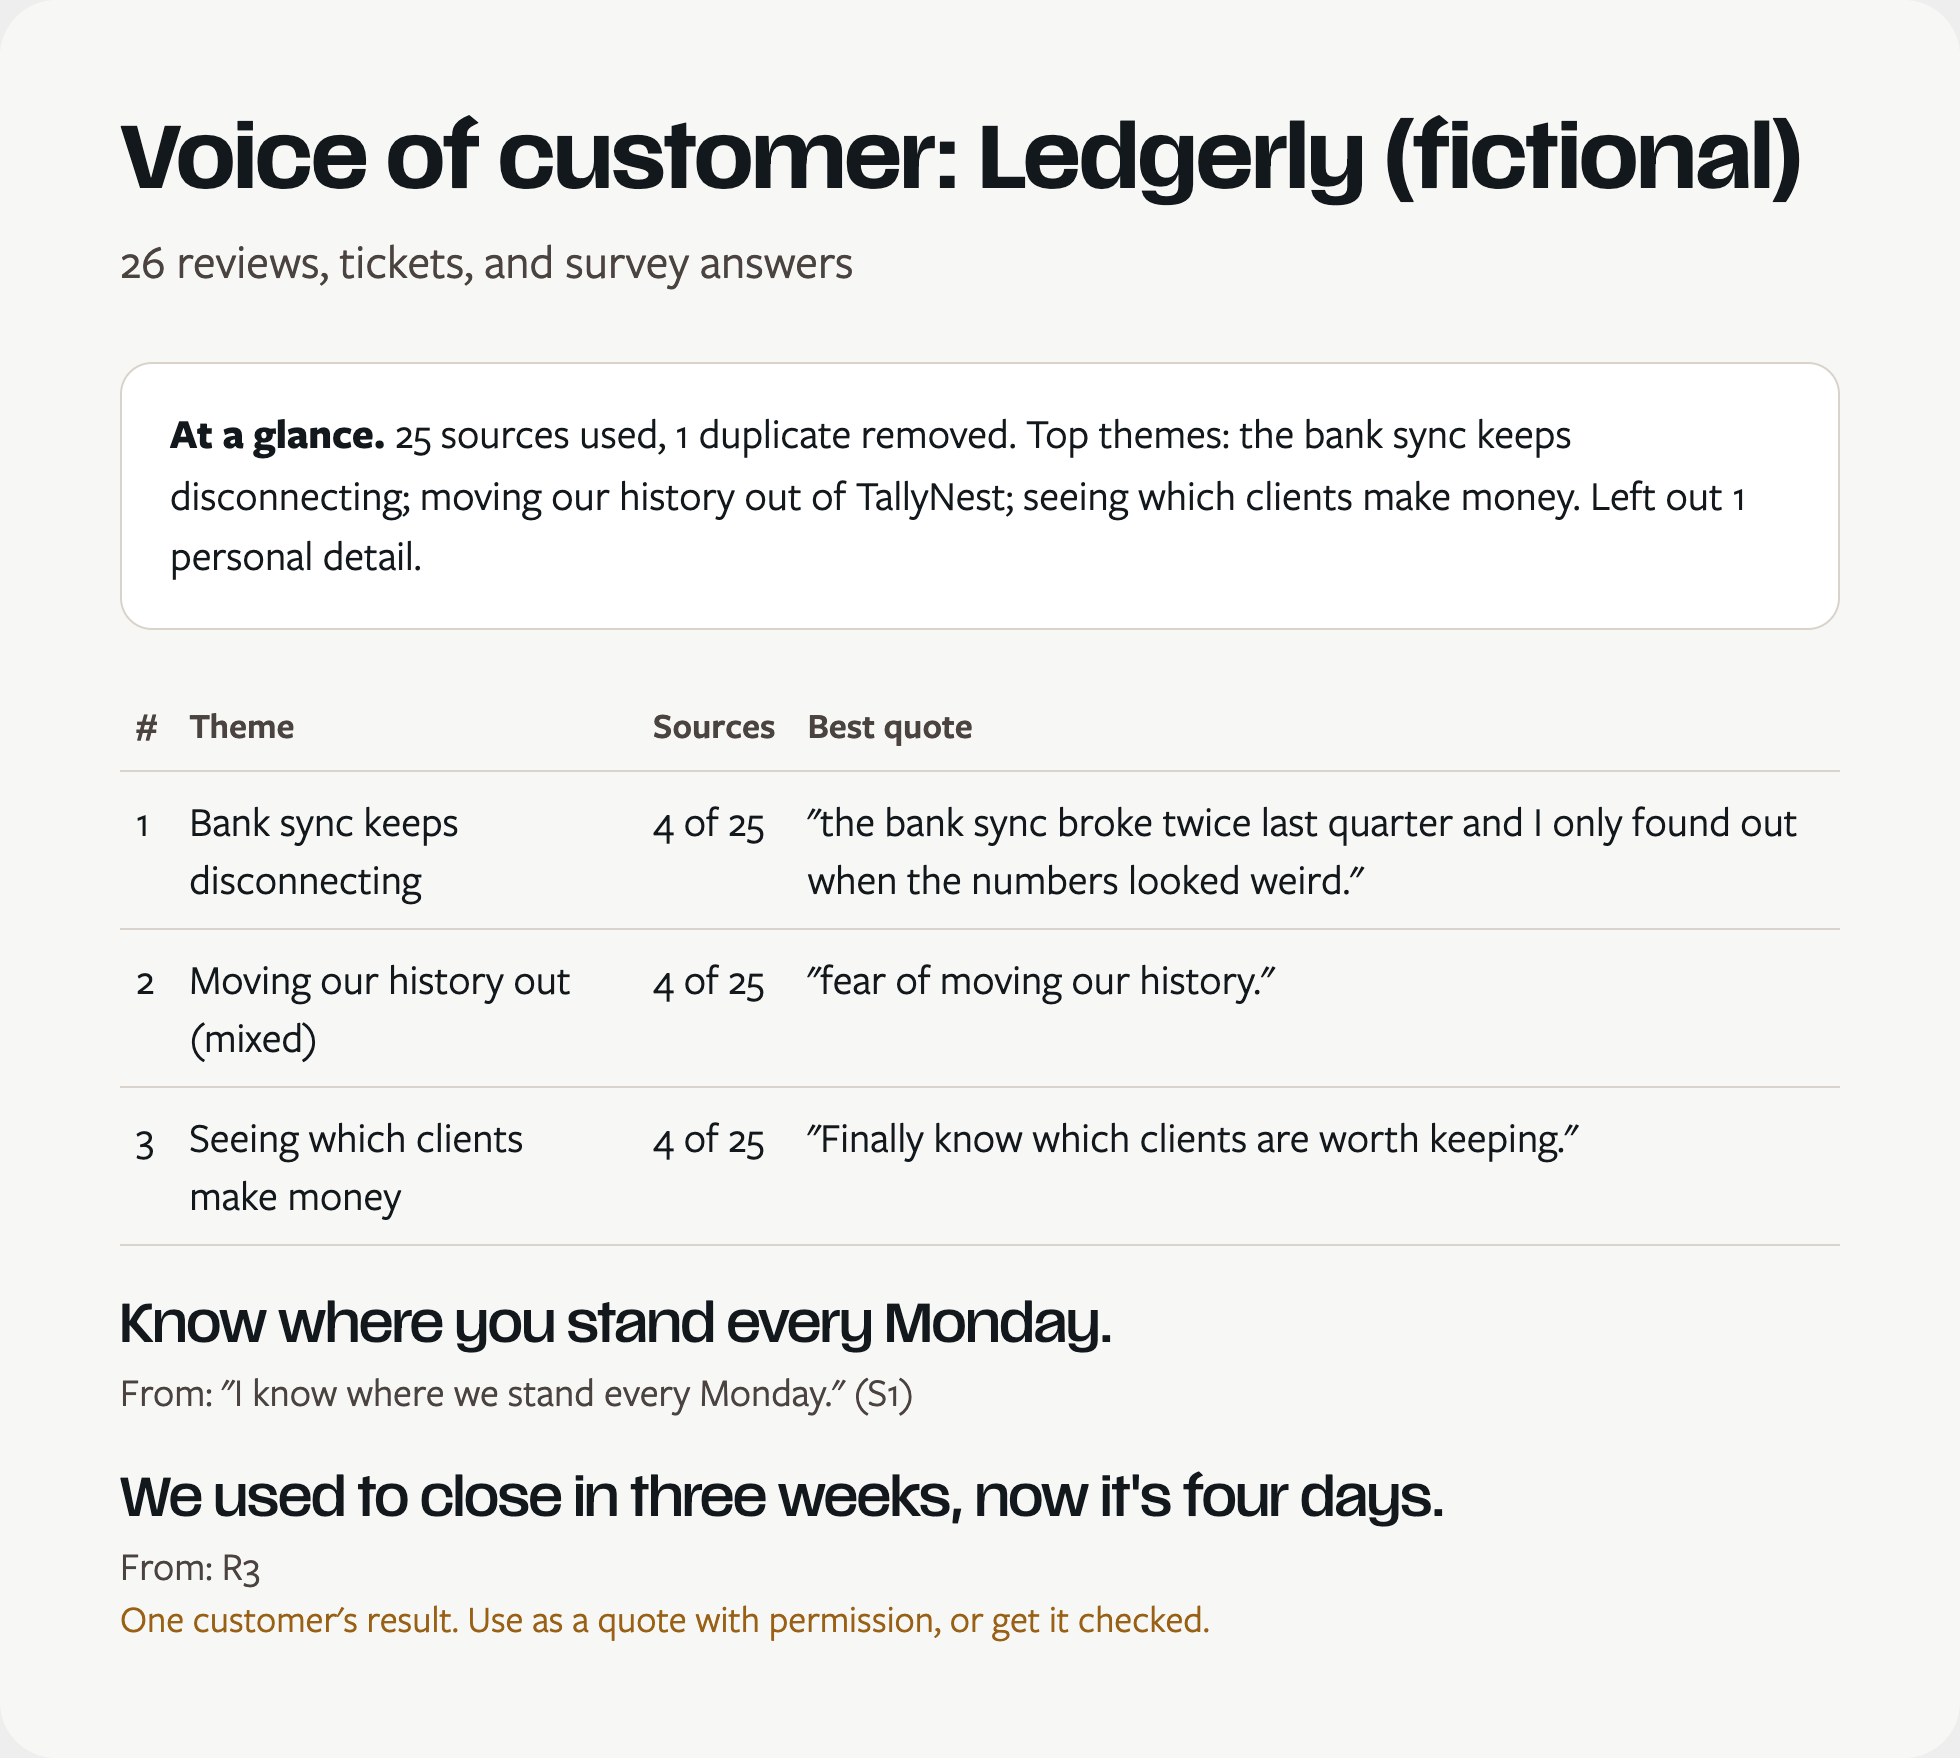 Voice of customer: Ledgerly (fictional)
26 reviews, tickets, and survey answers
At a glance. 25 sources used, 1 duplicate removed. Top themes: the bank sync keeps
disconnecting; moving our history out of TallyNest; seeing which clients make money. Left out 1
personal detail.
# Theme Sources Best quote
1 Bank sync keeps disconnecting 4 of 25 "the bank sync broke twice last quarter and I only found out when the numbers looked weird."
2 Moving our history out (mixed) 4 of 25 "fear of moving our history."
3 Seeing which clients make money 4 of 25 "Finally know which clients are worth keeping."
Know where you stand every Monday.
From: "I know where we stand every Monday." (S1)
We used to close in three weeks, now it's four days.
From: R3
One customer's result. Use as a quote with permission, or get it checked.